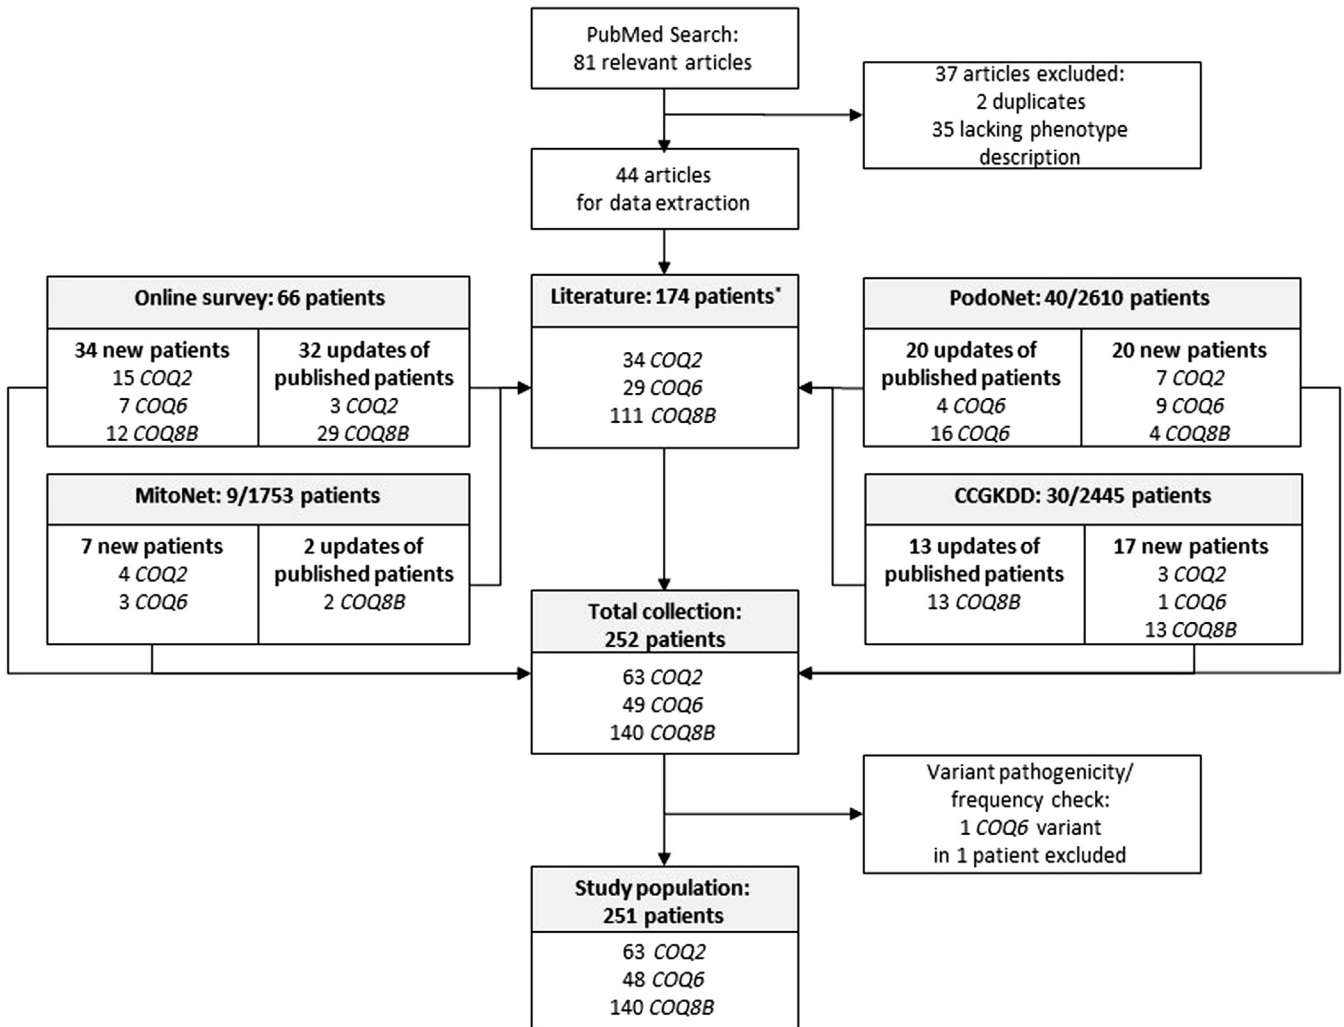 PubMed Search:
81 relevant articles
37 articles excluded:
2 duplicates
35 lacking phenotype
description
44 articles
for data extraction
Online survey: 66 patients
34 new patients
15 COQ2
7 COQ6
12 COQ8B
32 updates of
published patients
3 COQ2
29 COQ8B
Literature: 174 patients*
34 COQ2
29 COQ6
111 COQ8B
PodoNet: 40/2610 patients
20 updates of
published patients
4 COQ6
16 COQ6
20 new patients
7 COQ2
9 COQ6
4 COQ8B
MitoNet: 9/1753 patients
7 new patients
4 COQ2
3 COQ6
2 updates of
published patients
2 COQ8B
CCGKDD: 30/2445 patients
13 updates of
published patients
13 COQ8B
17 new patients
3 COQ2
1 COQ6
13 COQ8B
Total collection:
252 patients
63 COQ2
49 COQ6
140 COQ8B
Variant pathogenicity/
frequency check:
1 COQ6 variant
in 1 patient excluded
Study population:
251 patients
63 COQ2
48 COQ6
140 COQ8B